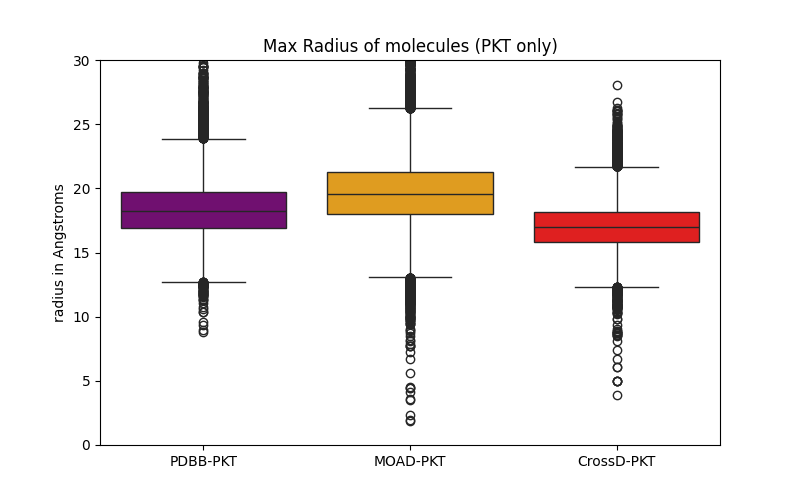 Max Radius of molecules (PKT only)
radius in Angstroms
30
25
20
15
10
5
0
PDBB-PKT
MOAD-PKT
CrossD-PKT